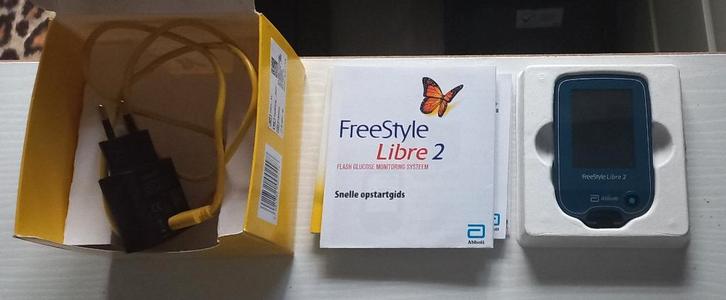 FreeStyle
Libre 2
FLASH GLUCOSE MONITORING SYSTEEM
Snelle opstartgids
Abbott
FreeStyle Libre 2
Abbott